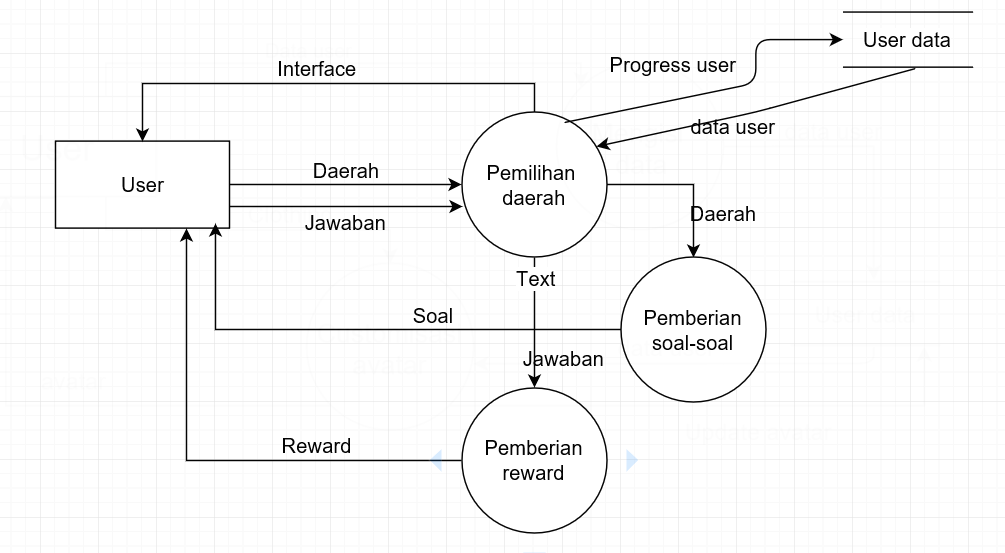 User data
Progress user
Interface
data user
User
Daerah
Jawaban
Pemilihan
daerah
Daerah
Text
Soal
Pemberian
soal-soal
Jawaban
Reward
Pemberian
reward